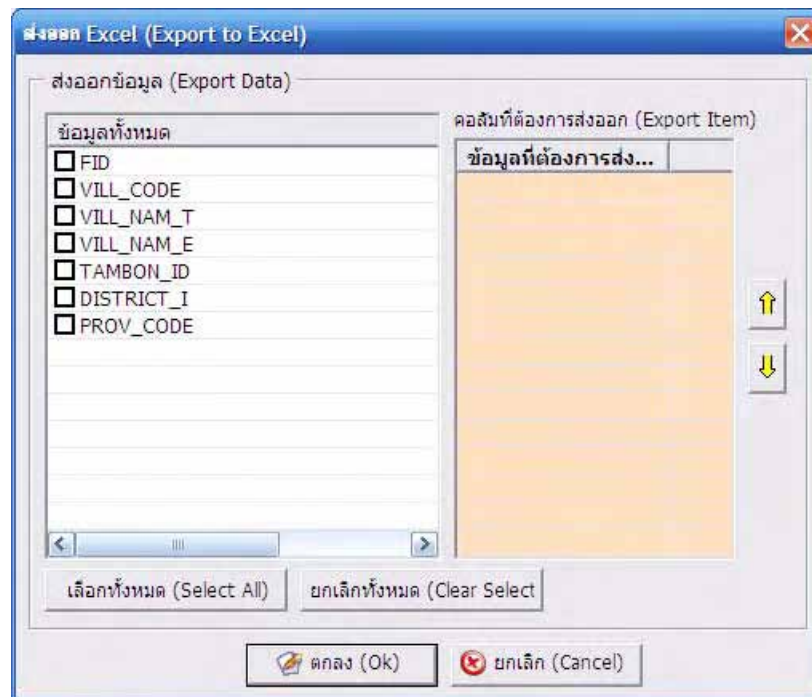 ส่งออก Excel (Export to Excel)
ส่งออกข้อมูล (Export Data)
ข้อมูลทั้งหมด
FID
VILL_CODE
VILL_NAM_T
VILL_NAM_E
TAMBON_ID
DISTRICT_I
PROV_CODE
คอลัมที่ต้องการส่งออก (Export Item)
ข้อมูลที่ต้องการส่ง...
เลือกทั้งหมด (Select All)
ยกเลิกทั้งหมด (Clear Select
ตกลง (Ok)
ยกเลิก (Cancel)